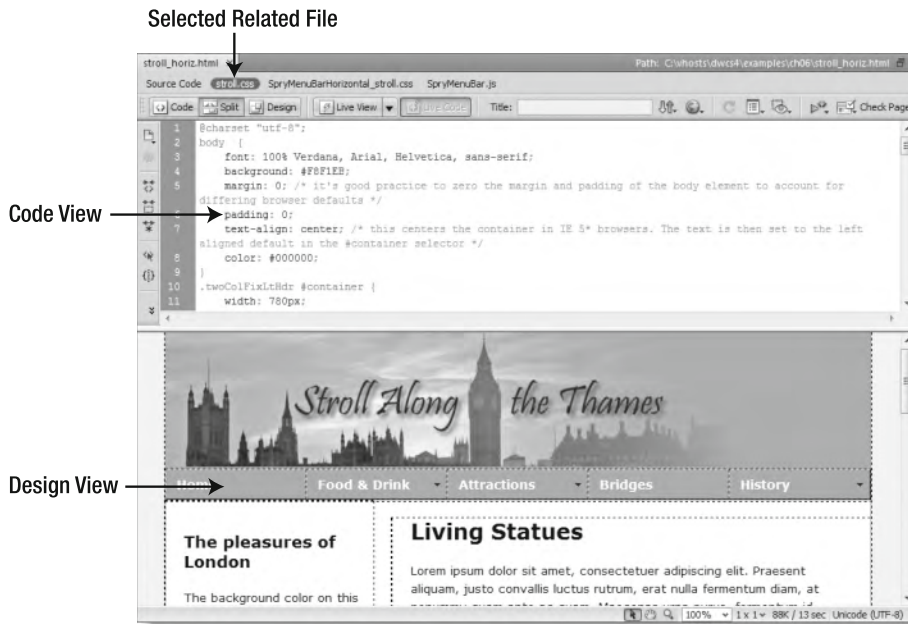 Selected Related File
stroll_horiz.html
Path: C:\vhosts\dwcs4\examples\ch06\stroll_horiz.html
Source Code stroll.css SpryMenuBarHorizontal_stroll.css SpryMenuBar.js
Code Split Design Live View Live Code Title: Check Page
1 @charset "utf-8";
2 body {
3 font: 100% Verdana, Arial, Helvetica, sans-serif;
4 background: #F8F1EB;
5 margin: 0; /* it's good practice to zero the margin and padding of the body element to account for
differing browser defaults */
Code View
6 padding: 0;
7 text-align: center; /* this centers the container in IE 5* browsers. The text is then set to the left
aligned default in the #container selector */
8 color: #000000;
9 }
10 .twoColFixLtHdr #container {
11 width: 780px;
Stroll Along the Thames
Design View
Home Food & Drink Attractions Bridges History
The pleasures of
London
The background color on this
Living Statues
Lorem ipsum dolor sit amet, consectetuer adipiscing elit. Praesent
aliquam, justo convallis luctus rutrum, erat nulla fermentum diam, at
100% 1 x 1 88K / 13 sec Unicode (UTF-8)